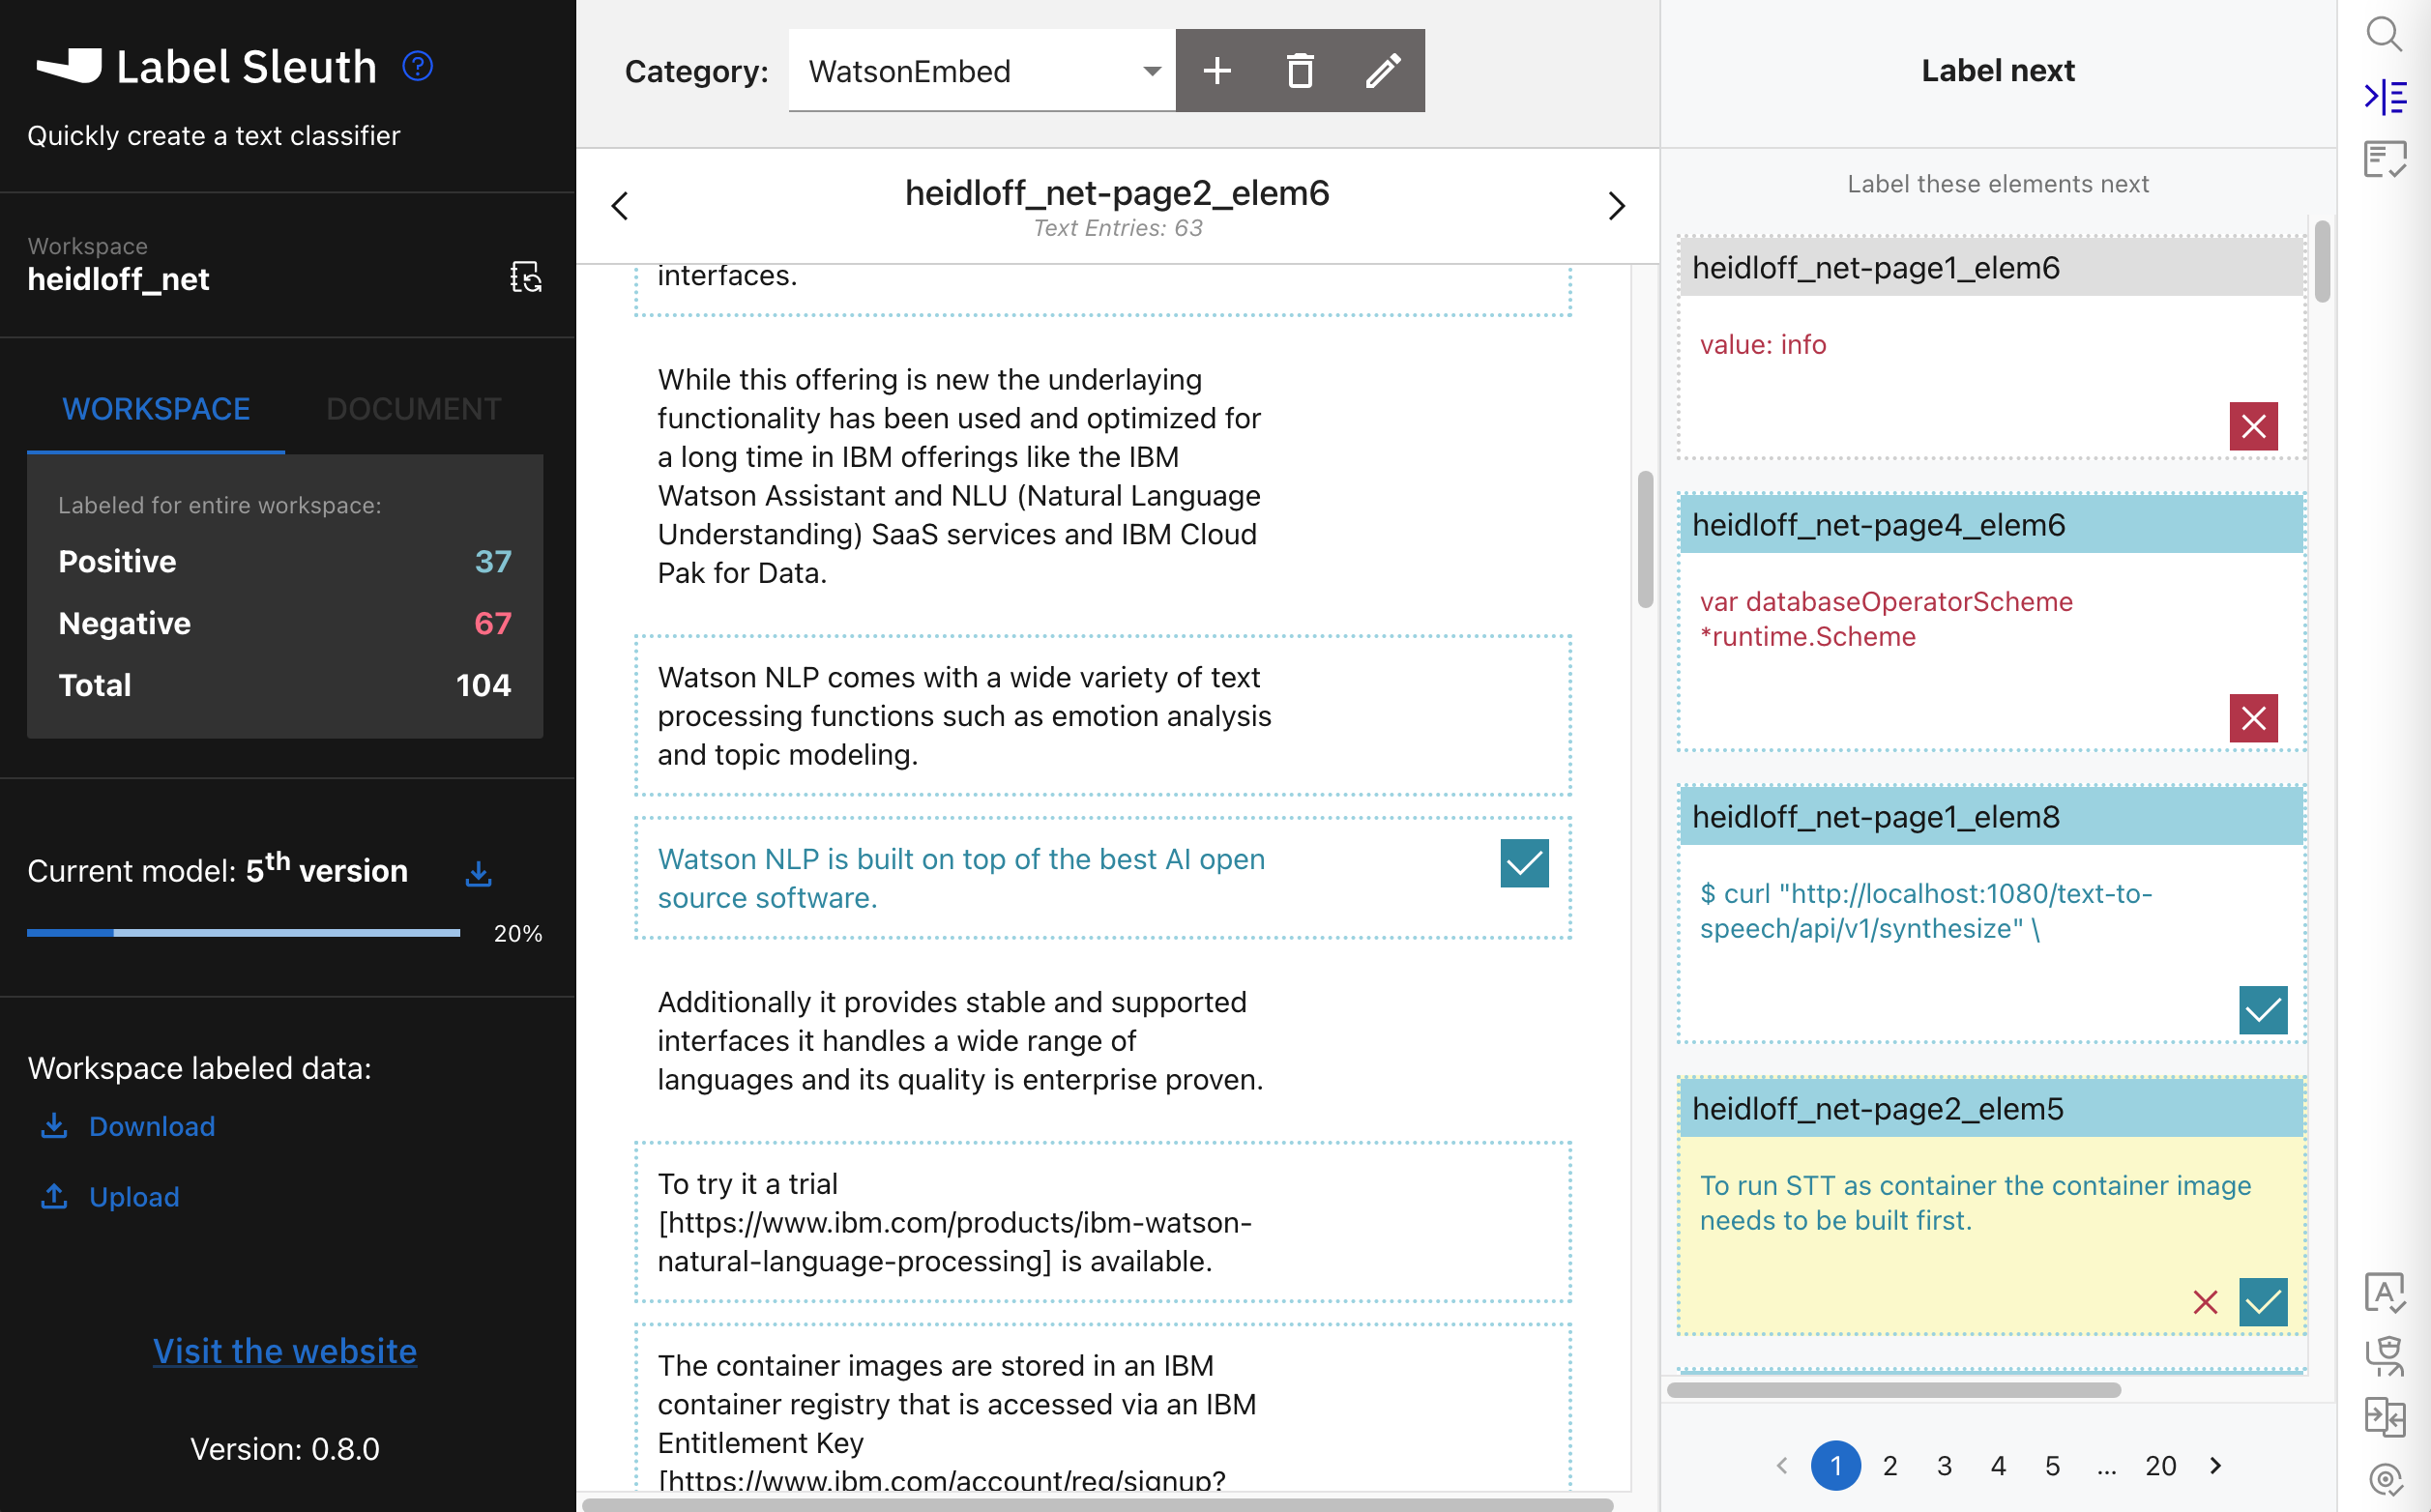 Label Sleuth
Quickly create a text classifier
Workspace
heidloff_net
WORKSPACE DOCUMENT
Labeled for entire workspace:
Positive 37
Negative 67
Total 104
Current model: 5th version
20%
Workspace labeled data:
Download
Upload
Visit the website
Version: 0.8.0
Category: WatsonEmbed
heidloff_net-page2_elem6
Text Entries: 63
interfaces.
While this offering is new the underlaying
functionality has been used and optimized for
a long time in IBM offerings like the IBM
Watson Assistant and NLU (Natural Language
Understanding) SaaS services and IBM Cloud
Pak for Data.
Watson NLP comes with a wide variety of text
processing functions such as emotion analysis
and topic modeling.
Watson NLP is built on top of the best AI open
source software.
Additionally it provides stable and supported
interfaces it handles a wide range of
languages and its quality is enterprise proven.
To try it a trial
[https://www.ibm.com/products/ibm-watson-
natural-language-processing] is available.
The container images are stored in an IBM
container registry that is accessed via an IBM
Entitlement Key
[https://www.ibm.com/account/reg/signup?
Label next
Label these elements next
heidloff_net-page1_elem6
value: info
heidloff_net-page4_elem6
var databaseOperatorScheme
*runtime.Scheme
heidloff_net-page1_elem8
$ curl "http://localhost:1080/text-to-
speech/api/v1/synthesize" \
heidloff_net-page2_elem5
To run STT as container the container image
needs to be built first.
1 2 3 4 5 ... 20